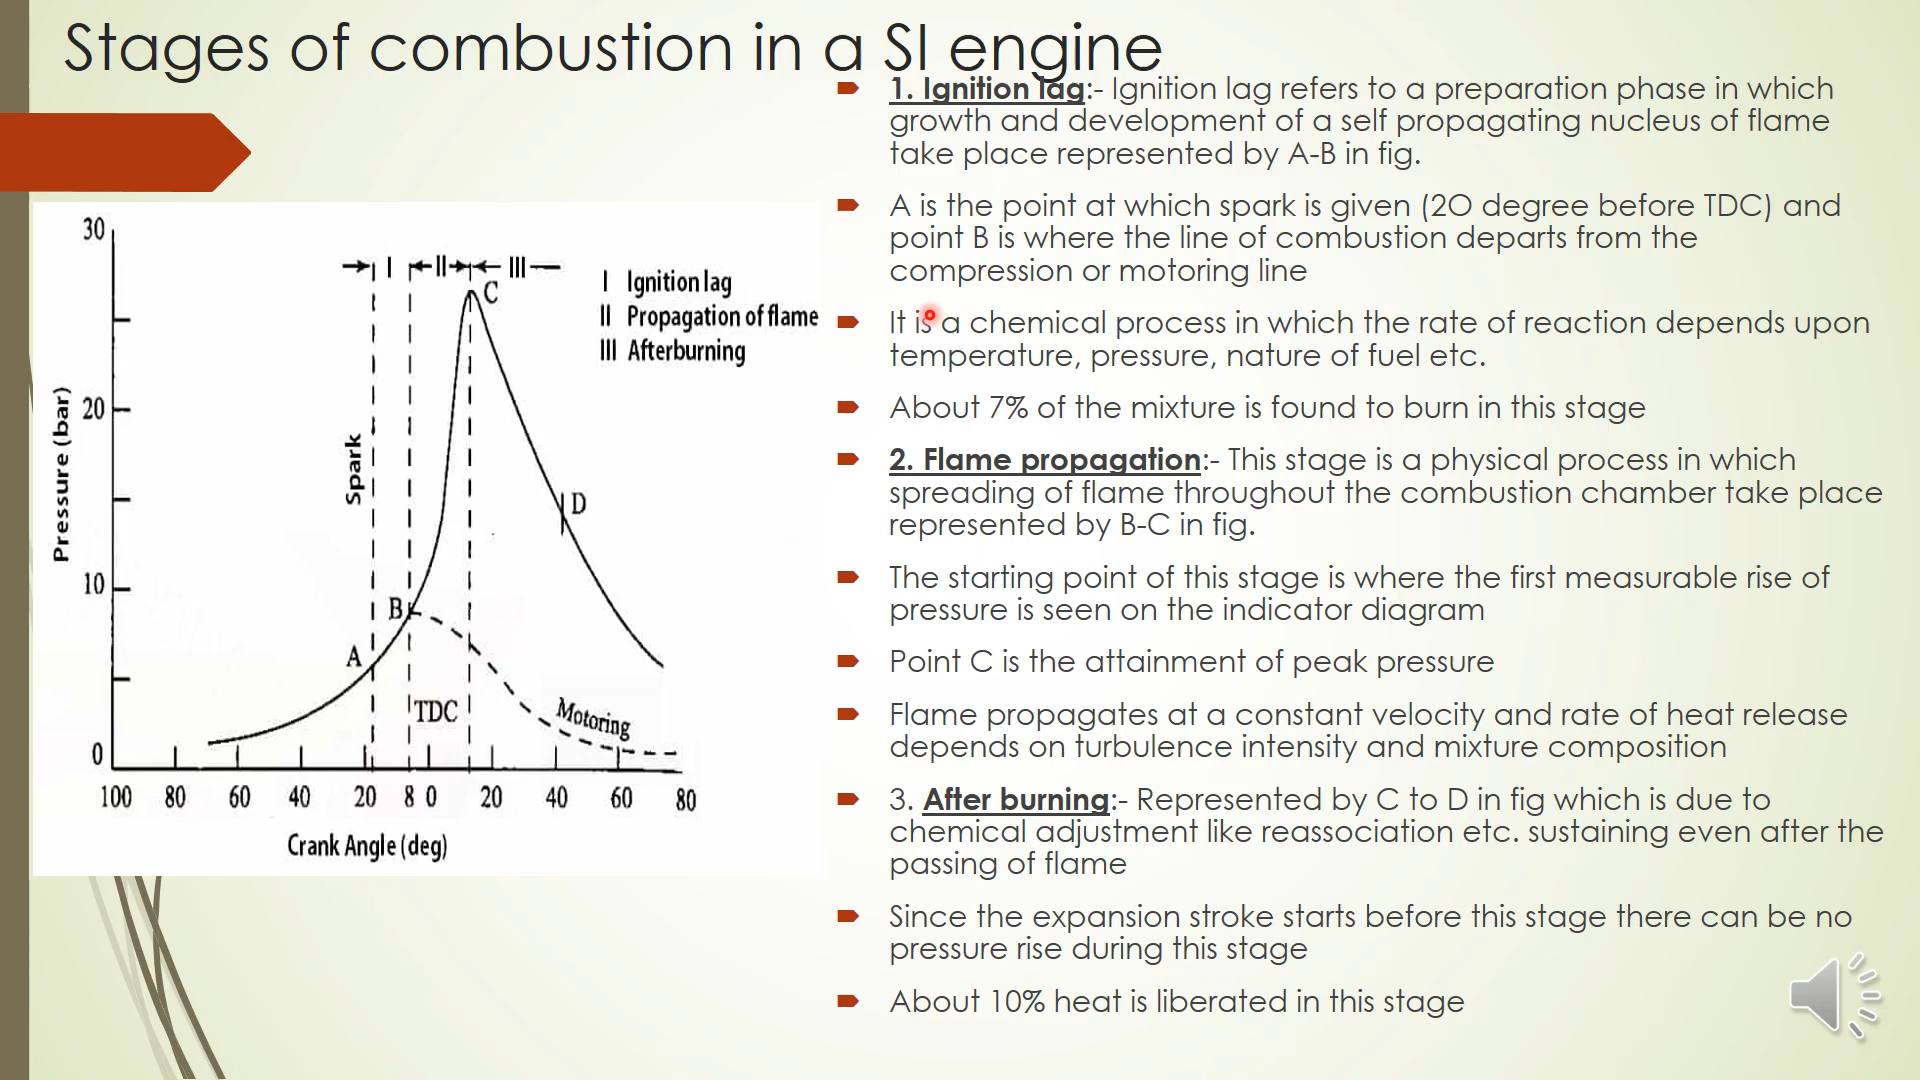 Stages of combustion in a SI engine
1. Ignition lag:- Ignition lag refers to a preparation phase in which
growth and development of a self propagating nucleus of flame
take place represented by A-B in fig.
A is the point at which spark is given (2O degree before TDC) and
point B is where the line of combustion departs from the
compression or motoring line
It is a chemical process in which the rate of reaction depends upon
temperature, pressure, nature of fuel etc.
About 7% of the mixture is found to burn in this stage
2. Flame propagation:- This stage is a physical process in which
spreading of flame throughout the combustion chamber take place
represented by B-C in fig.
The starting point of this stage is where the first measurable rise of
pressure is seen on the indicator diagram
Point C is the attainment of peak pressure
Flame propagates at a constant velocity and rate of heat release
depends on turbulence intensity and mixture composition
3. After burning:- Represented by C to D in fig which is due to
chemical adjustment like reassociation etc. sustaining even after the
passing of flame
Since the expansion stroke starts before this stage there can be no
pressure rise during this stage
About 10% heat is liberated in this stage
30
20
10
0
Pressure (bar)
Spark
I II III
I Ignition lag
II Propagation of flame
III Afterburning
C
D
B
A
TDC
Motoring
100 80 60 40 20 8 0 20 40 60 80
Crank Angle (deg)